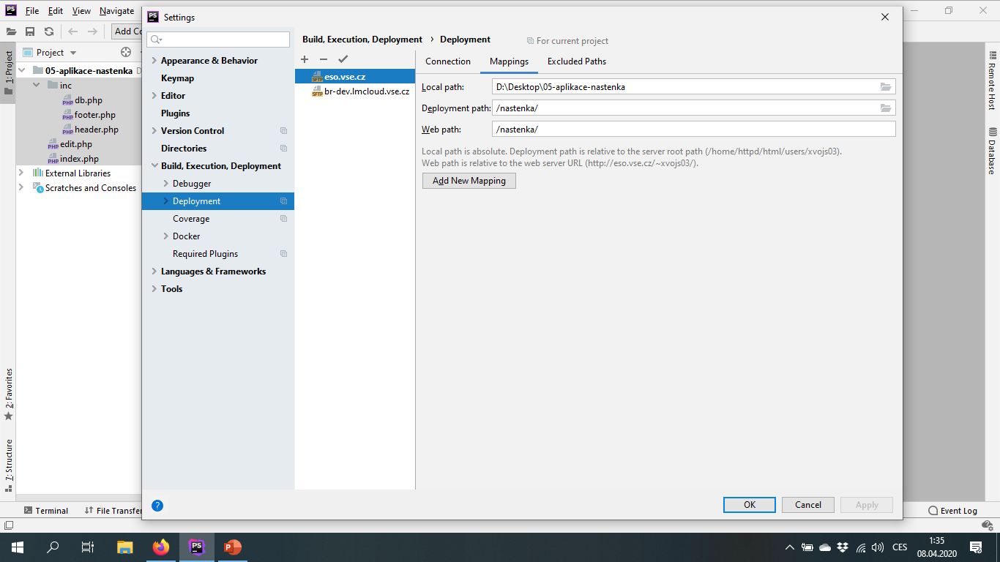 PS File Edit View Navigate
Add Co
PS Settings
Project
1: Project
05-aplikace-nastenka D
inc
db.php
footer.php
header.php
edit.php
index.php
External Libraries
Scratches and Consoles
2: Favorites
7: Structure
Appearance & Behavior
Keymap
Editor
Plugins
Version Control
Directories
Build, Execution, Deployment
Debugger
Deployment
Coverage
Docker
Required Plugins
Languages & Frameworks
Tools
Build, Execution, Deployment › Deployment
For current project
eso.vse.cz
br-dev.lmcloud.vse.cz
Connection Mappings Excluded Paths
Local path: D:\Desktop\05-aplikace-nastenka
Deployment path: /nastenka/
Web path: /nastenka/
Local path is absolute. Deployment path is relative to the server root path (/home/httpd/html/users/xvojs03).
Web path is relative to the web server URL (http://eso.vse.cz/~xvojs03/).
Add New Mapping
OK Cancel Apply
Remote Host
Database
Terminal File Transfer
Event Log
CES
1:35
08.04.2020